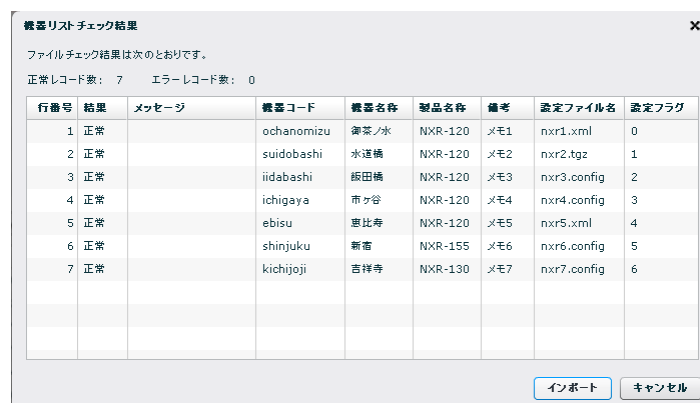 機器リストチェック結果
ファイルチェック結果は次のとおりです。
正常レコード数: 7 エラーレコード数: 0
行番号 結果 メッセージ 機器コード 機器名称 製品名称 備考 設定ファイル名 設定フラグ
1 正常 ochanomizu 御茶ノ水 NXR-120 メモ1 nxr1.xml 0
2 正常 suidobashi 水道橋 NXR-120 メモ2 nxr2.tgz 1
3 正常 iidabashi 飯田橋 NXR-120 メモ3 nxr3.config 2
4 正常 ichigaya 市ヶ谷 NXR-120 メモ4 nxr4.config 3
5 正常 ebisu 恵比寿 NXR-120 メモ5 nxr5.xml 4
6 正常 shinjuku 新宿 NXR-155 メモ6 nxr6.config 5
7 正常 kichijoji 吉祥寺 NXR-130 メモ7 nxr7.config 6
インポート キャンセル